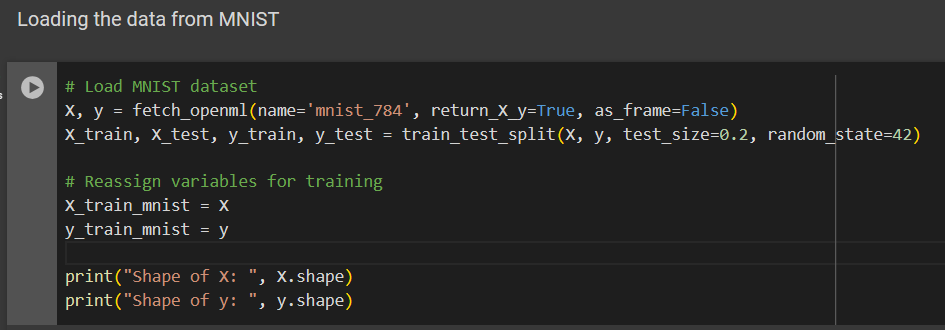 Loading the data from MNIST
# Load MNIST dataset
X, y = fetch_openml(name='mnist_784', return_X_y=True, as_frame=False)
X_train, X_test, y_train, y_test = train_test_split(X, y, test_size=0.2, random_state=42)
# Reassign variables for training
X_train_mnist = X
y_train_mnist = y
print("Shape of X: ", X.shape)
print("Shape of y: ", y.shape)